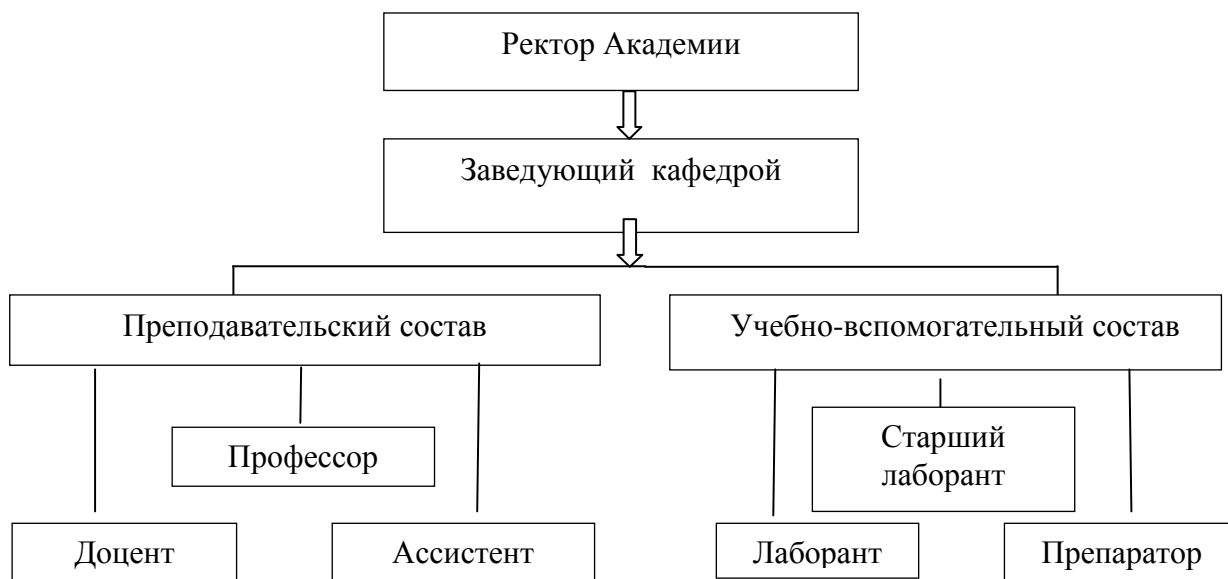 Ректор Академии
Заведующий кафедрой
Преподавательский состав
Учебно-вспомогательный состав
Профессор
Старший
лаборант
Доцент
Ассистент
Лаборант
Препаратор